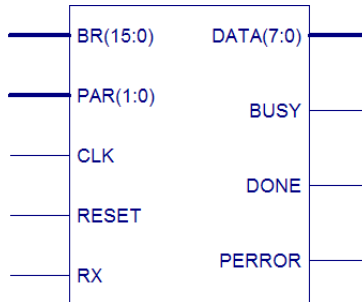 BR(15:0) DATA(7:0)
PAR(1:0)
BUSY
CLK
DONE
RESET
PERROR
RX